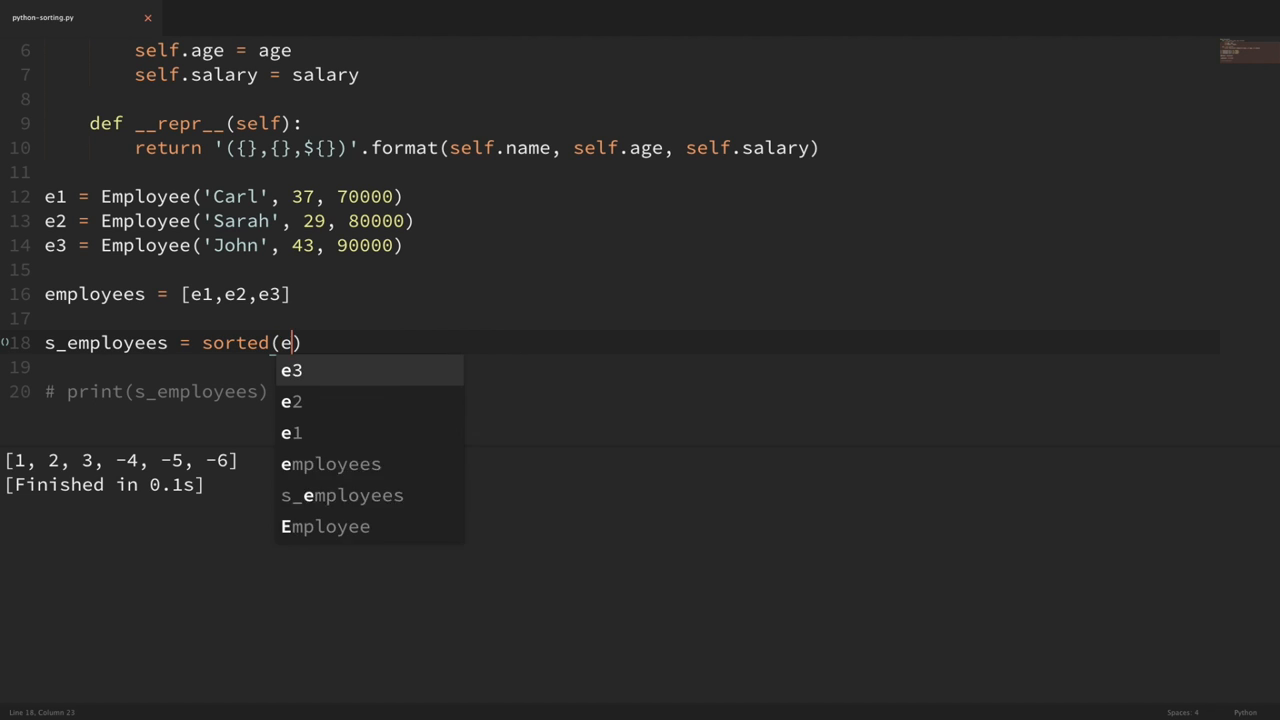 python-sorting.py ×
6 self.age = age
7 self.salary = salary
8
9 def __repr__(self):
10 return '({},{},${})'.format(self.name, self.age, self.salary)
11
12 e1 = Employee('Carl', 37, 70000)
13 e2 = Employee('Sarah', 29, 80000)
14 e3 = Employee('John', 43, 90000)
15
16 employees = [e1,e2,e3]
17
()18 s_employees = sorted(e)
e3
19
20 # print(s_employees)
e2
e1
employees
s_employees
Employee
[1, 2, 3, -4, -5, -6]
[Finished in 0.1s]
Line 18, Column 23 Spaces: 4 Python